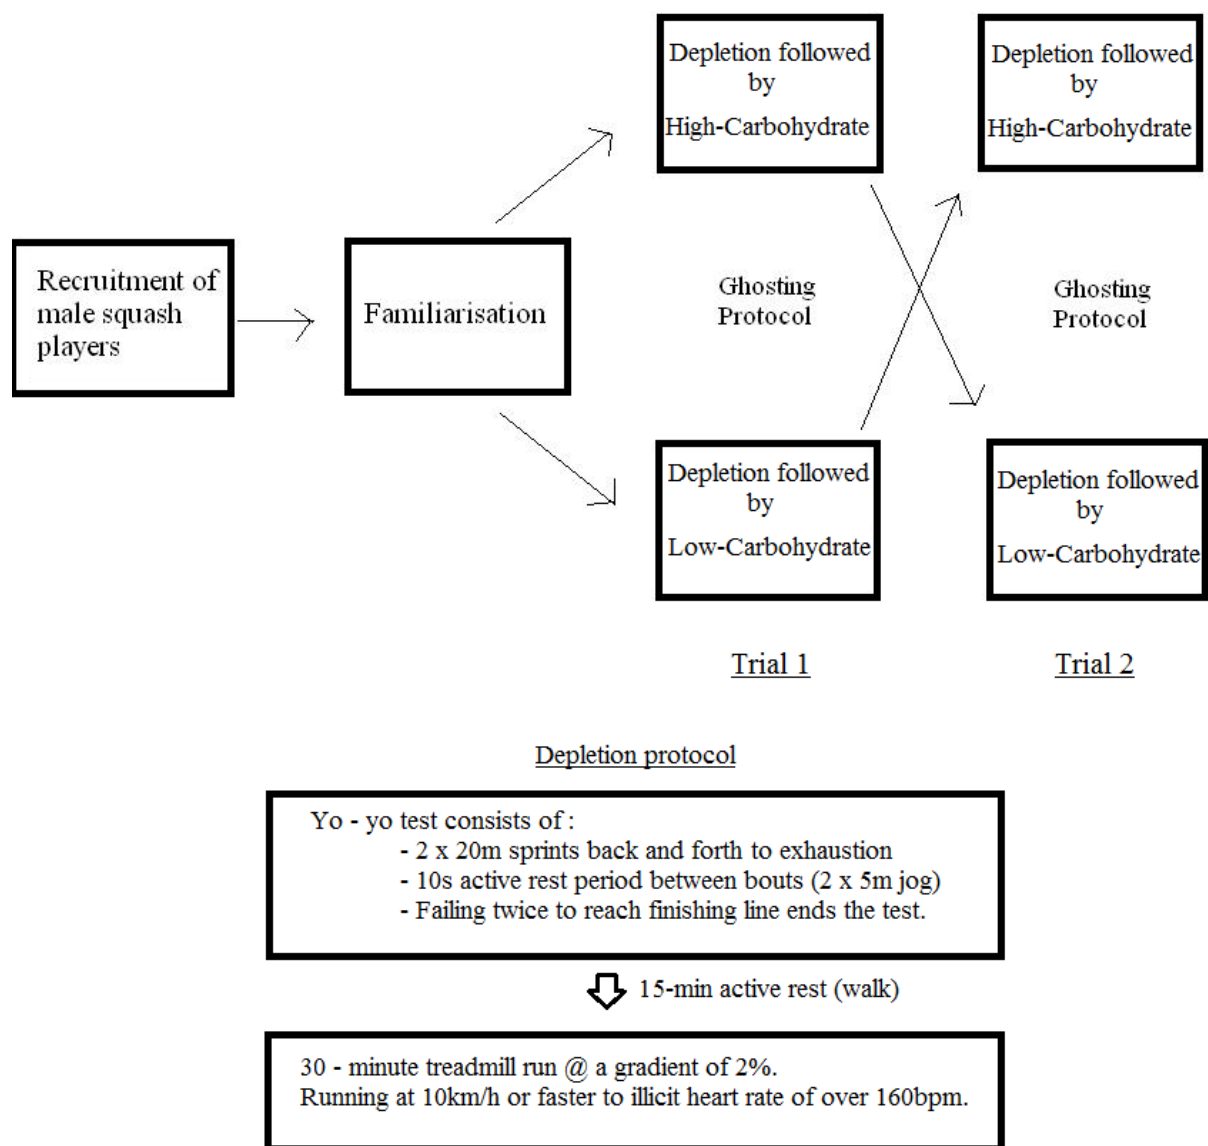 Depletion followed
by
High-Carbohydrate
Depletion followed
by
High-Carbohydrate
Recruitment of
male squash
players
Familiarisation
Ghosting
Protocol
Ghosting
Protocol
Depletion followed
by
Low-Carbohydrate
Depletion followed
by
Low-Carbohydrate
Trial 1
Trial 2
Depletion protocol
Yo - yo test consists of :
- 2 x 20m sprints back and forth to exhaustion
- 10s active rest period between bouts (2 x 5m jog)
- Failing twice to reach finishing line ends the test.
15-min active rest (walk)
30 - minute treadmill run @ a gradient of 2%.
Running at 10km/h or faster to illicit heart rate of over 160bpm.